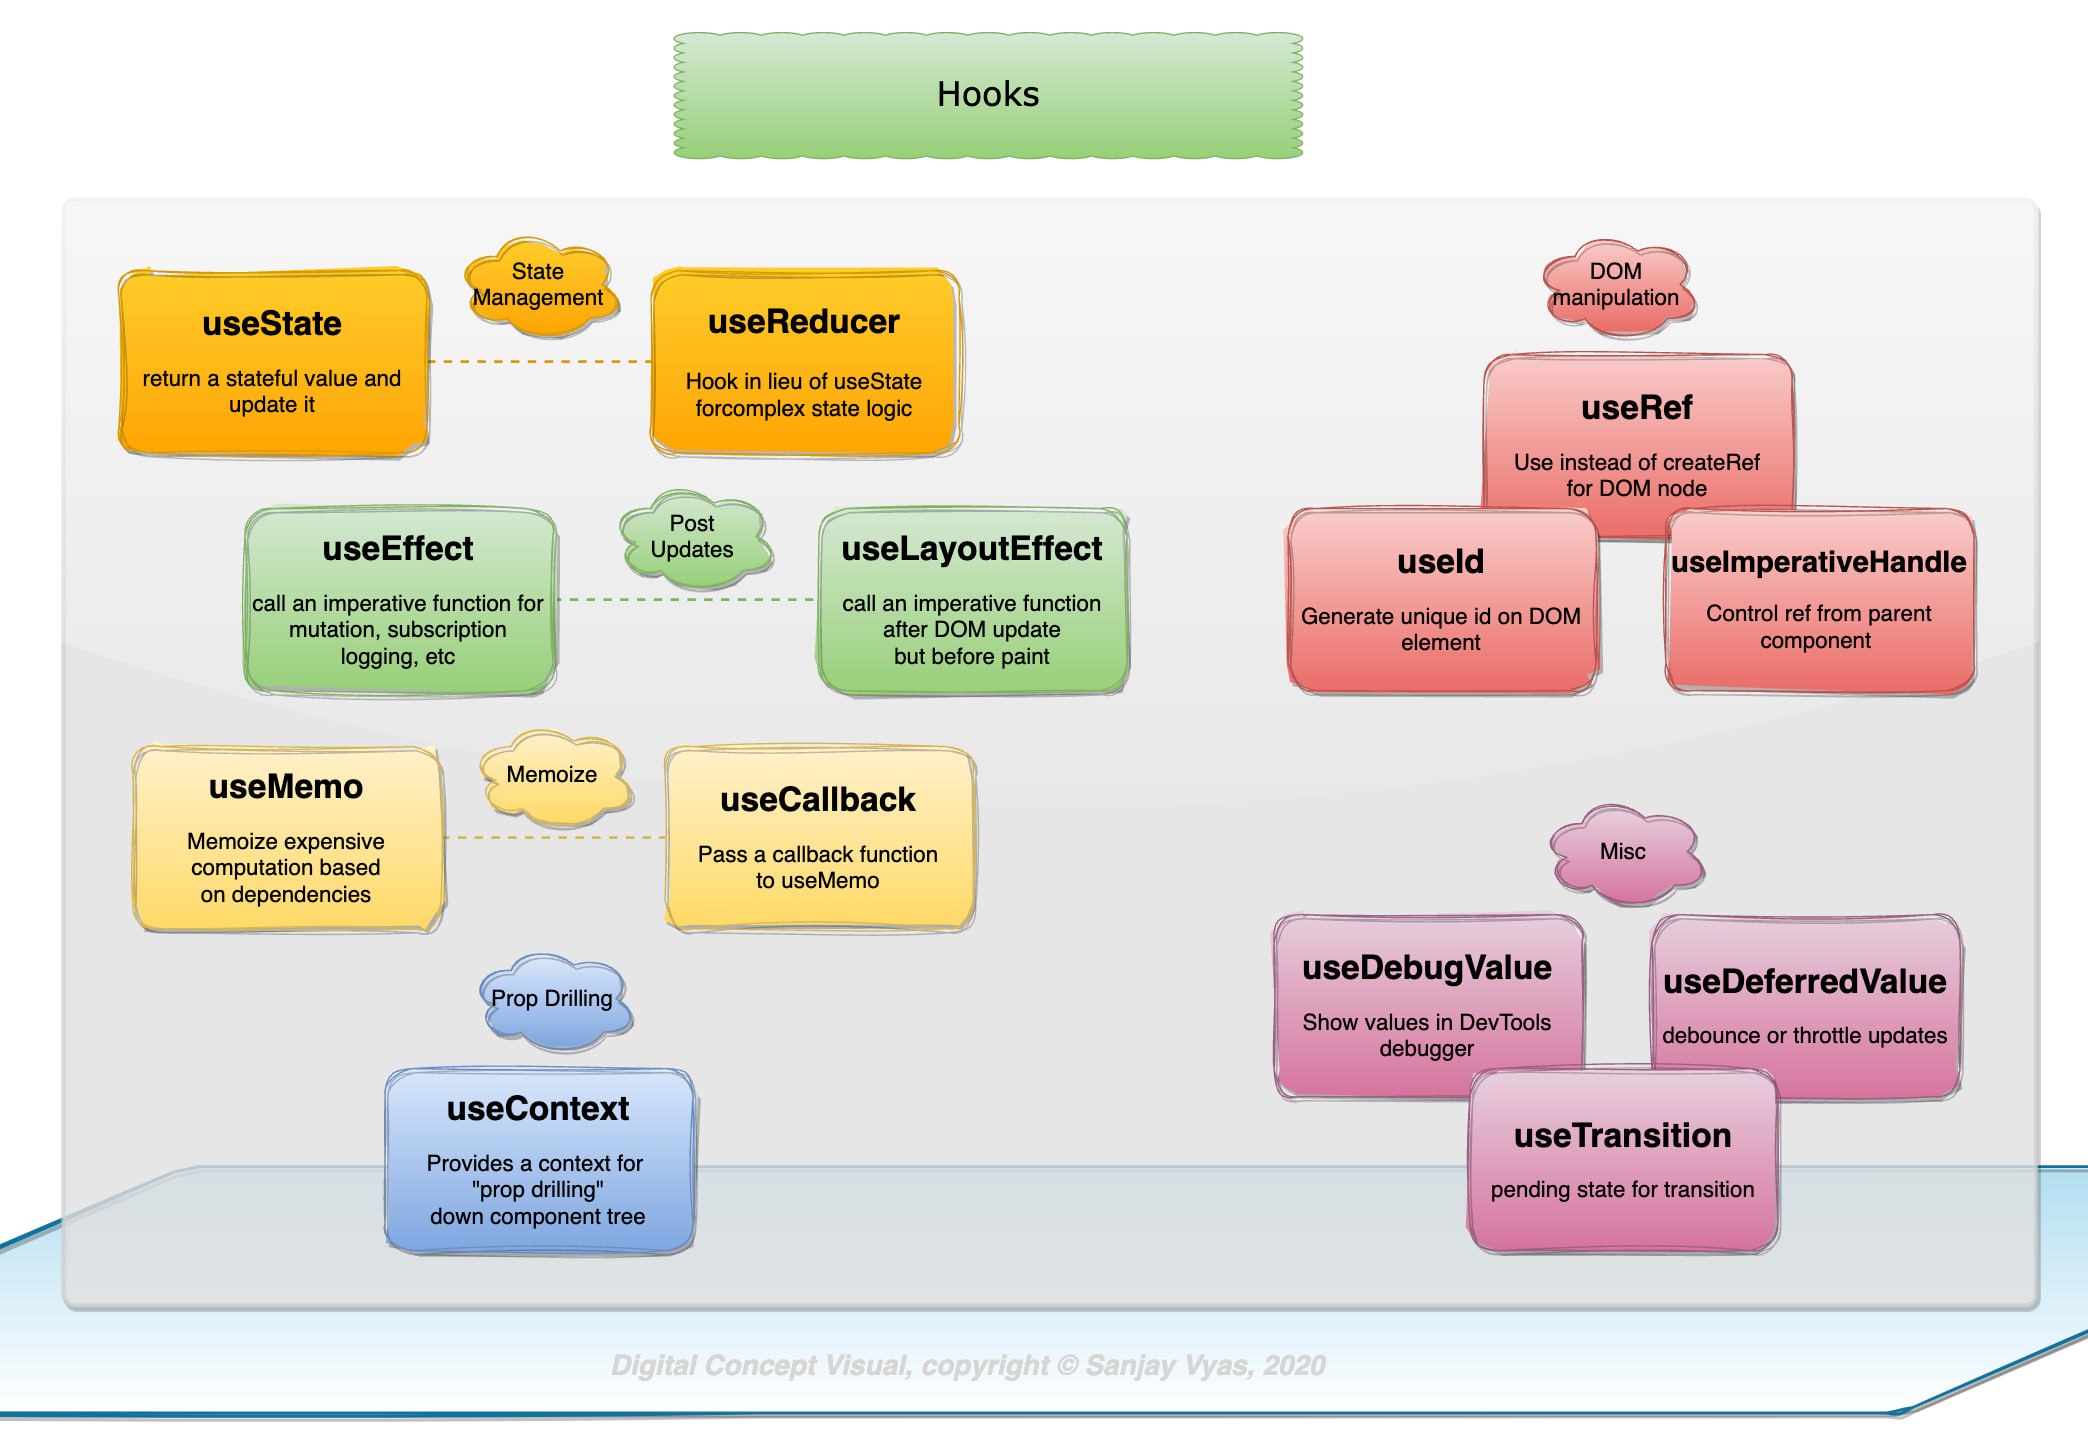 Hooks
State
Management
useState
return a stateful value and
update it
useReducer
Hook in lieu of useState
forcomplex state logic
Post
Updates
useEffect
call an imperative function for
mutation, subscription
logging, etc
useLayoutEffect
call an imperative function
after DOM update
but before paint
Memoize
useMemo
Memoize expensive
computation based
on dependencies
useCallback
Pass a callback function
to useMemo
Prop Drilling
useContext
Provides a context for
"prop drilling"
down component tree
DOM
manipulation
useRef
Use instead of createRef
for DOM node
useId
Generate unique id on DOM
element
useImperativeHandle
Control ref from parent
component
Misc
useDebugValue
Show values in DevTools
debugger
useDeferredValue
debounce or throttle updates
useTransition
pending state for transition
Digital Concept Visual, copyright © Sanjay Vyas, 2020